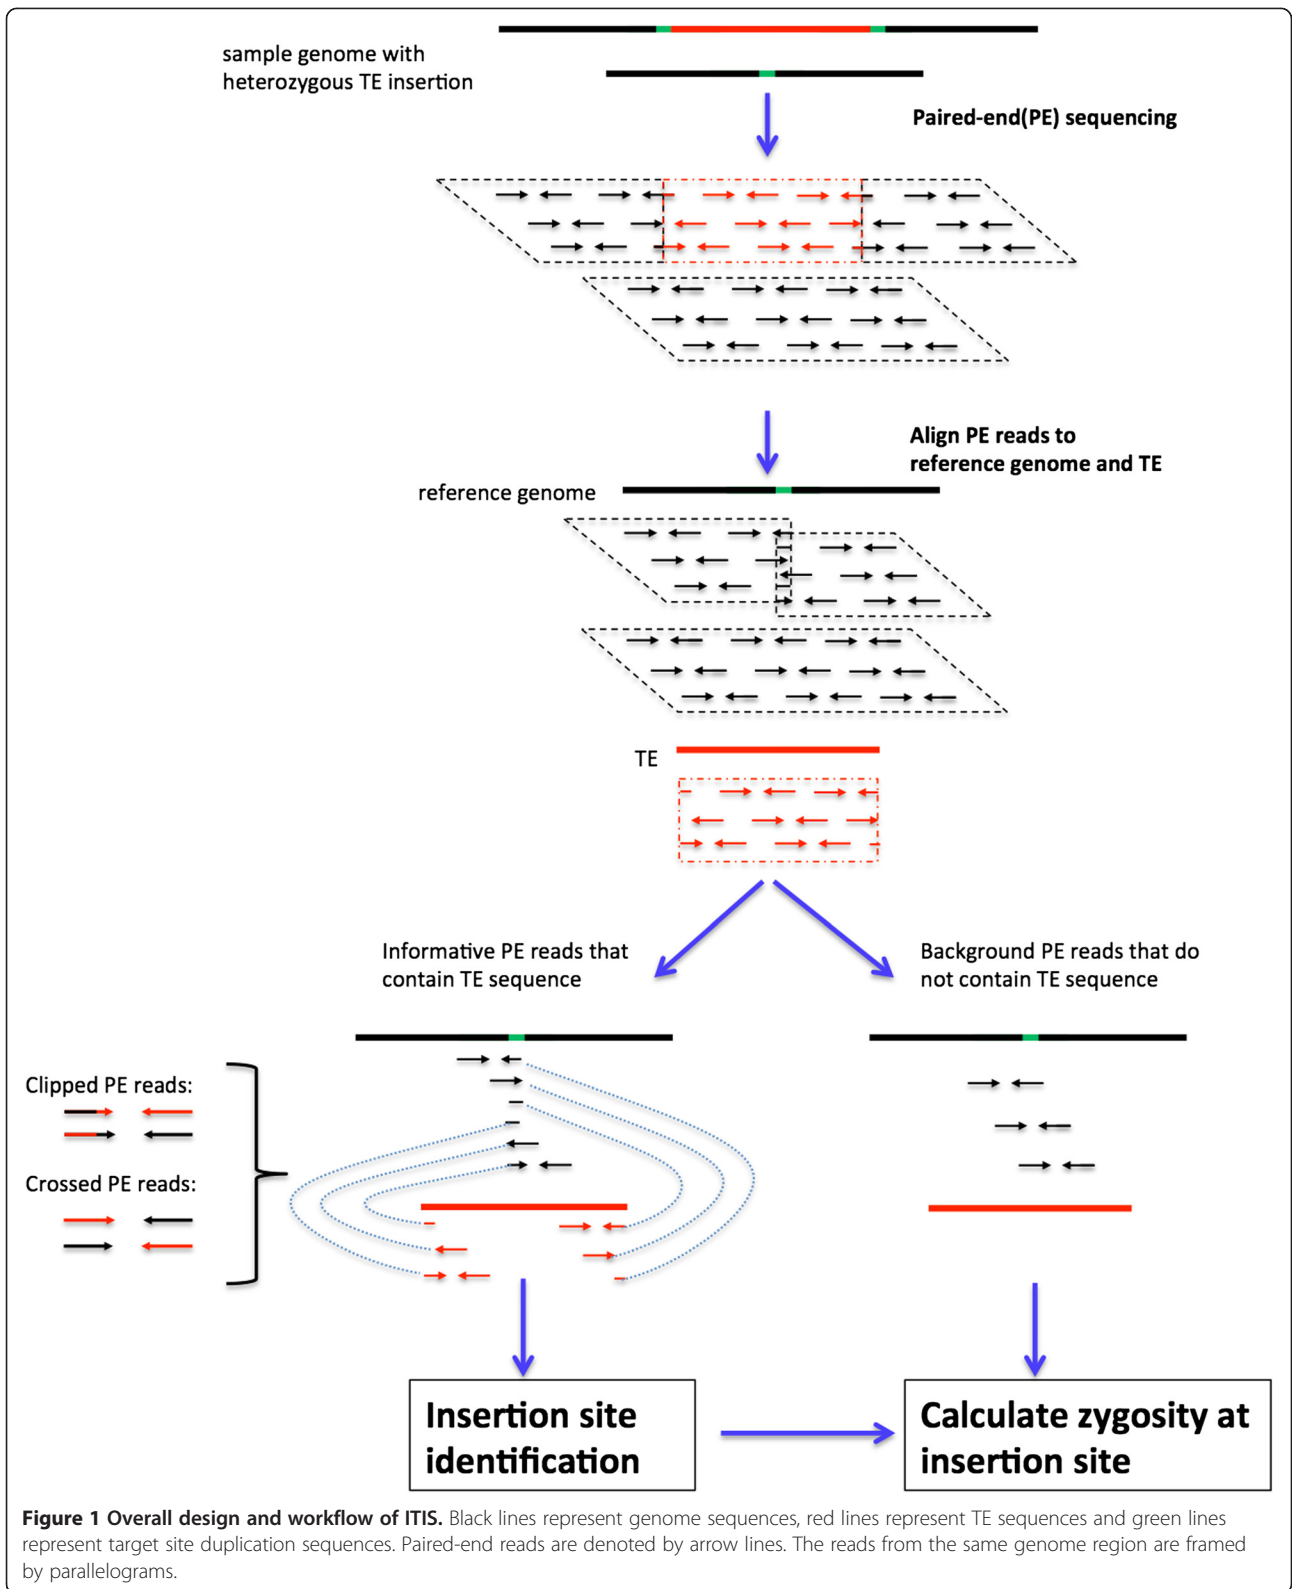 sample genome with
heterozygous TE insertion
Paired-end(PE) sequencing
Align PE reads to
reference genome and TE
reference genome
TE
Informative PE reads that
contain TE sequence
Background PE reads that do
not contain TE sequence
Clipped PE reads:
Crossed PE reads:
Insertion site
identification
Calculate zygosity at
insertion site
Figure 1 Overall design and workflow of ITIS. Black lines represent genome sequences, red lines represent TE sequences and green lines
represent target site duplication sequences. Paired-end reads are denoted by arrow lines. The reads from the same genome region are framed
by parallelograms.